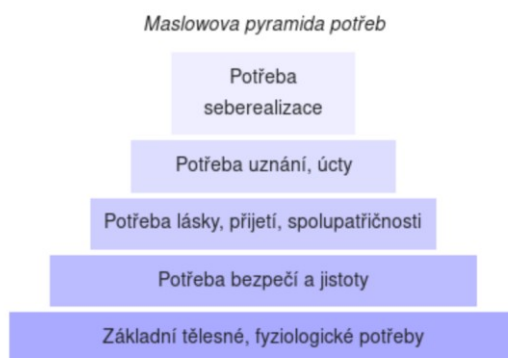 Maslowova pyramida potřeb
Potřeba
seberealizace
Potřeba uznání, úcty
Potřeba lásky, přijetí, spolupatřičnosti
Potřeba bezpečí a jistoty
Základní tělesné, fyziologické potřeby